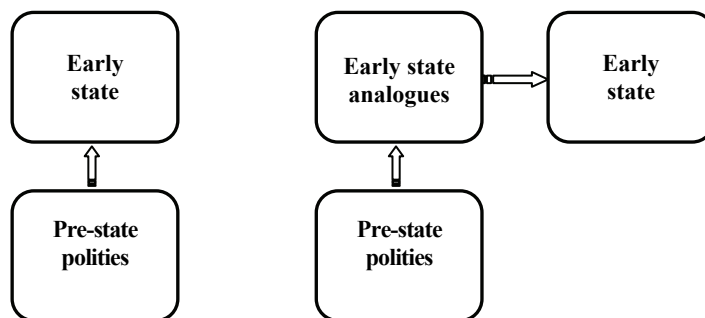 Early
state
Early state
analogues
Early
state
Pre-state
polities
Pre-state
polities